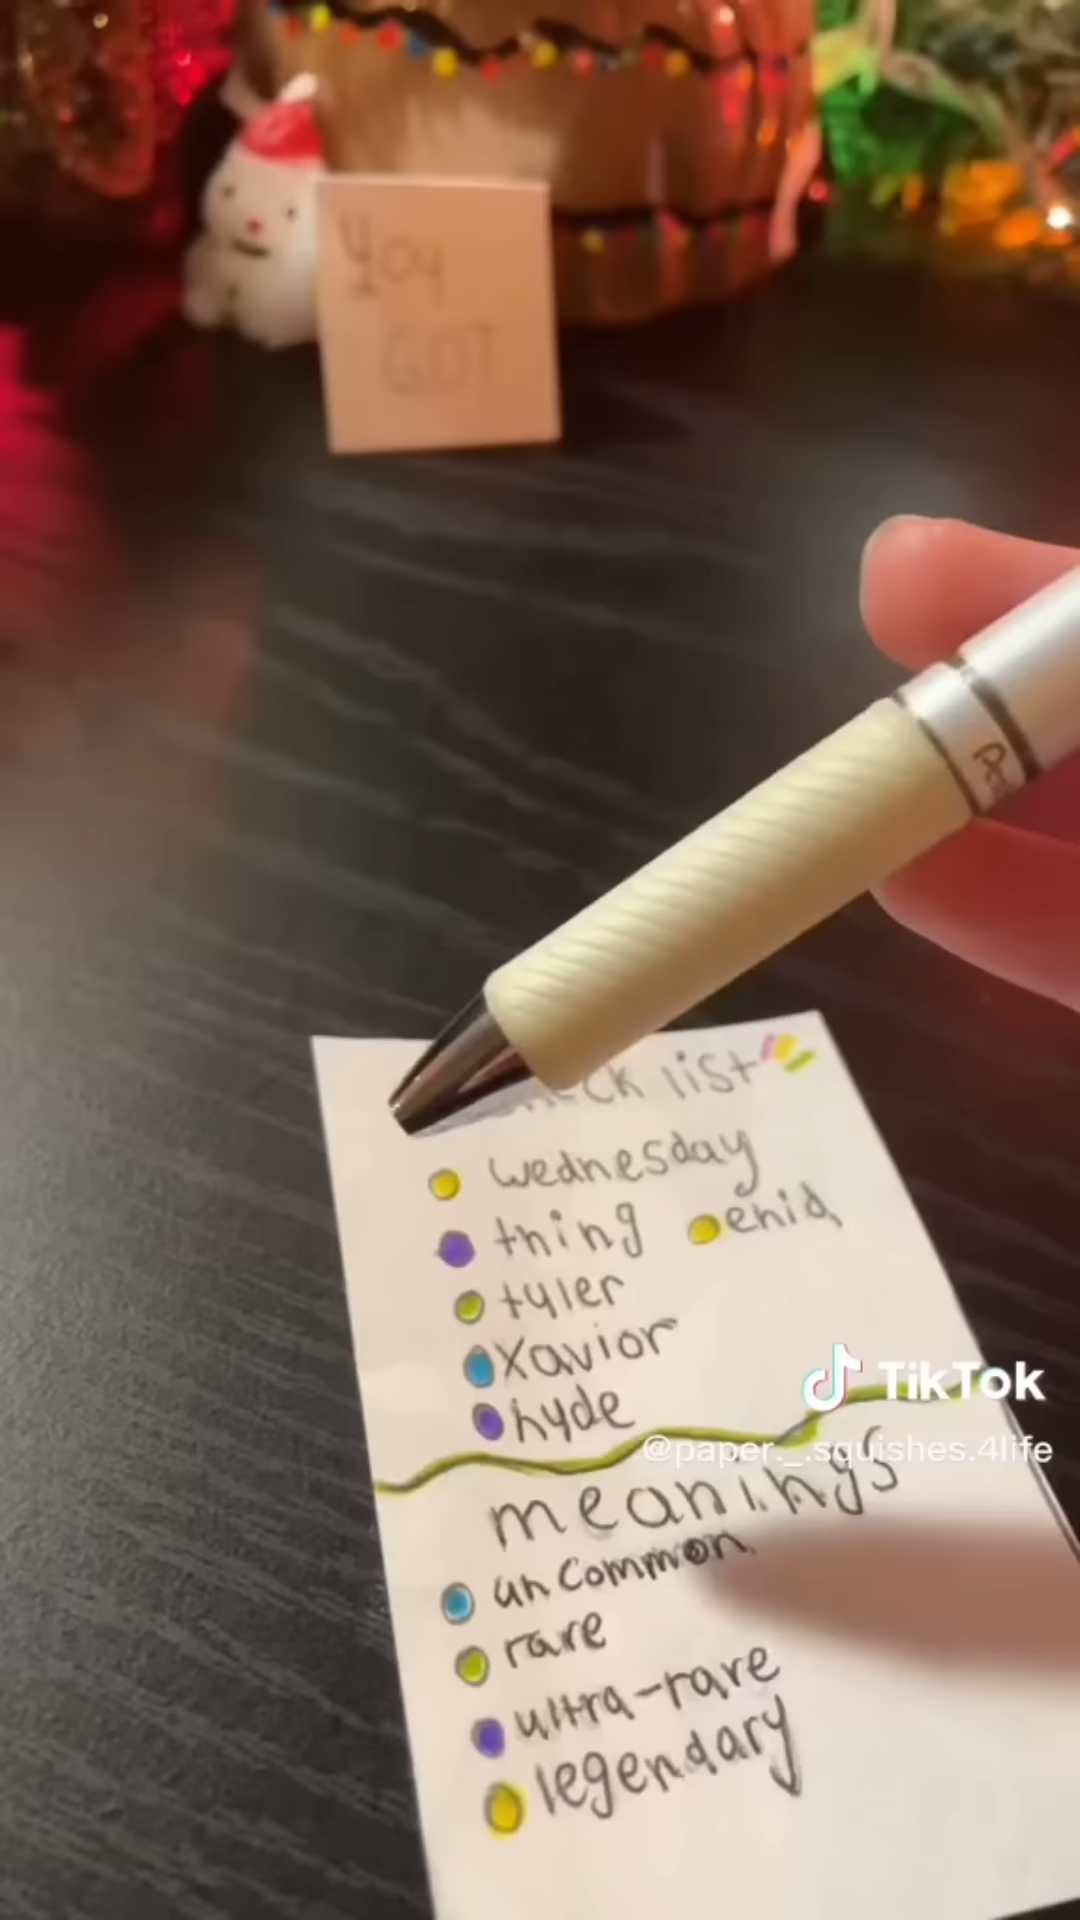 You
GOT
check list
wednesday
thing enid
tyler
Xavior
hyde
meanings
uncommon
rare
ultra-rare
legendary
TikTok
@paper._.squishes.4life